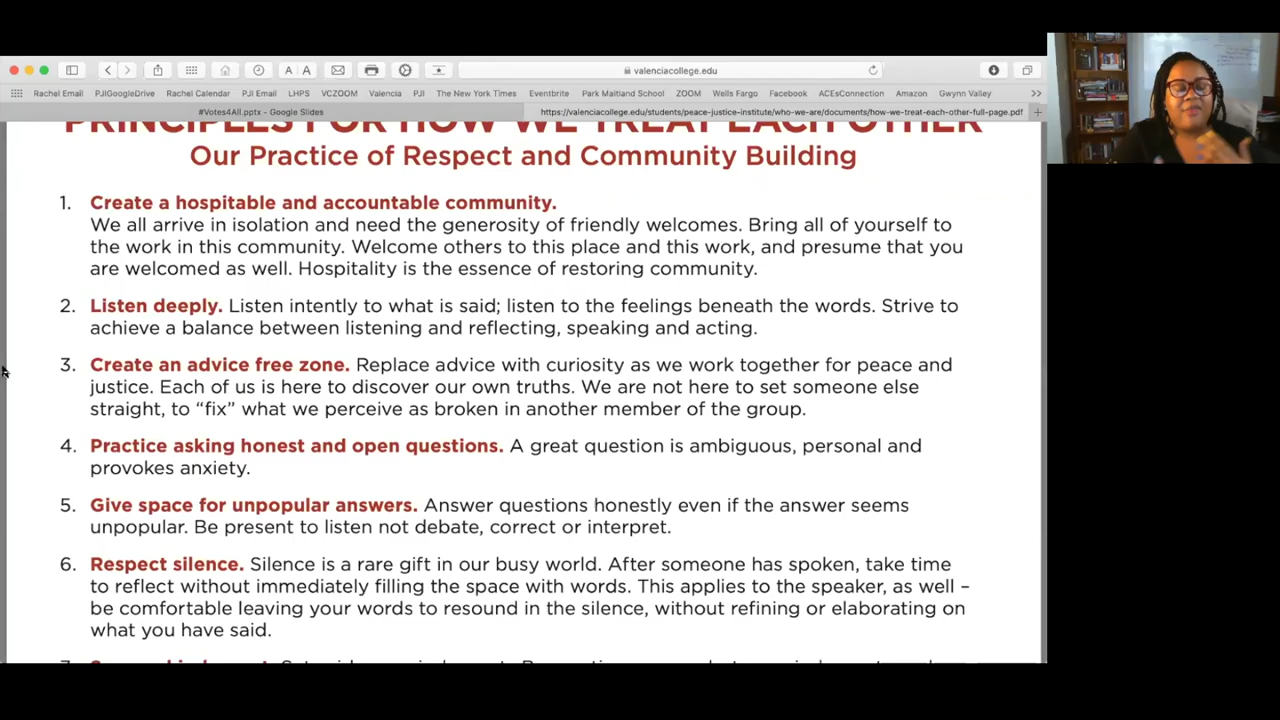 valenciacollege.edu
A A
Rachel Email PJIGoogleDrive Rachel Calendar PJI Email LHPS VCZOOM Valencia PJI The New York Times Eventbrite Park Maitland School ZOOM Wells Fargo Facebook ACEsConnection Amazon Gwynn Valley
#Votes4All.pptx - Google Slides
https://valenciacollege.edu/students/peace-justice-institute/who-we-are/documents/how-we-treat-each-other-full-page.pdf
PRINCIPLES FOR HOW WE TREAT EACH OTHER
Our Practice of Respect and Community Building
1. Create a hospitable and accountable community.
We all arrive in isolation and need the generosity of friendly welcomes. Bring all of yourself to
the work in this community. Welcome others to this place and this work, and presume that you
are welcomed as well. Hospitality is the essence of restoring community.
2. Listen deeply. Listen intently to what is said; listen to the feelings beneath the words. Strive to
achieve a balance between listening and reflecting, speaking and acting.
3. Create an advice free zone. Replace advice with curiosity as we work together for peace and
justice. Each of us is here to discover our own truths. We are not here to set someone else
straight, to “fix” what we perceive as broken in another member of the group.
4. Practice asking honest and open questions. A great question is ambiguous, personal and
provokes anxiety.
5. Give space for unpopular answers. Answer questions honestly even if the answer seems
unpopular. Be present to listen not debate, correct or interpret.
6. Respect silence. Silence is a rare gift in our busy world. After someone has spoken, take time
to reflect without immediately filling the space with words. This applies to the speaker, as well –
be comfortable leaving your words to resound in the silence, without refining or elaborating on
what you have said.